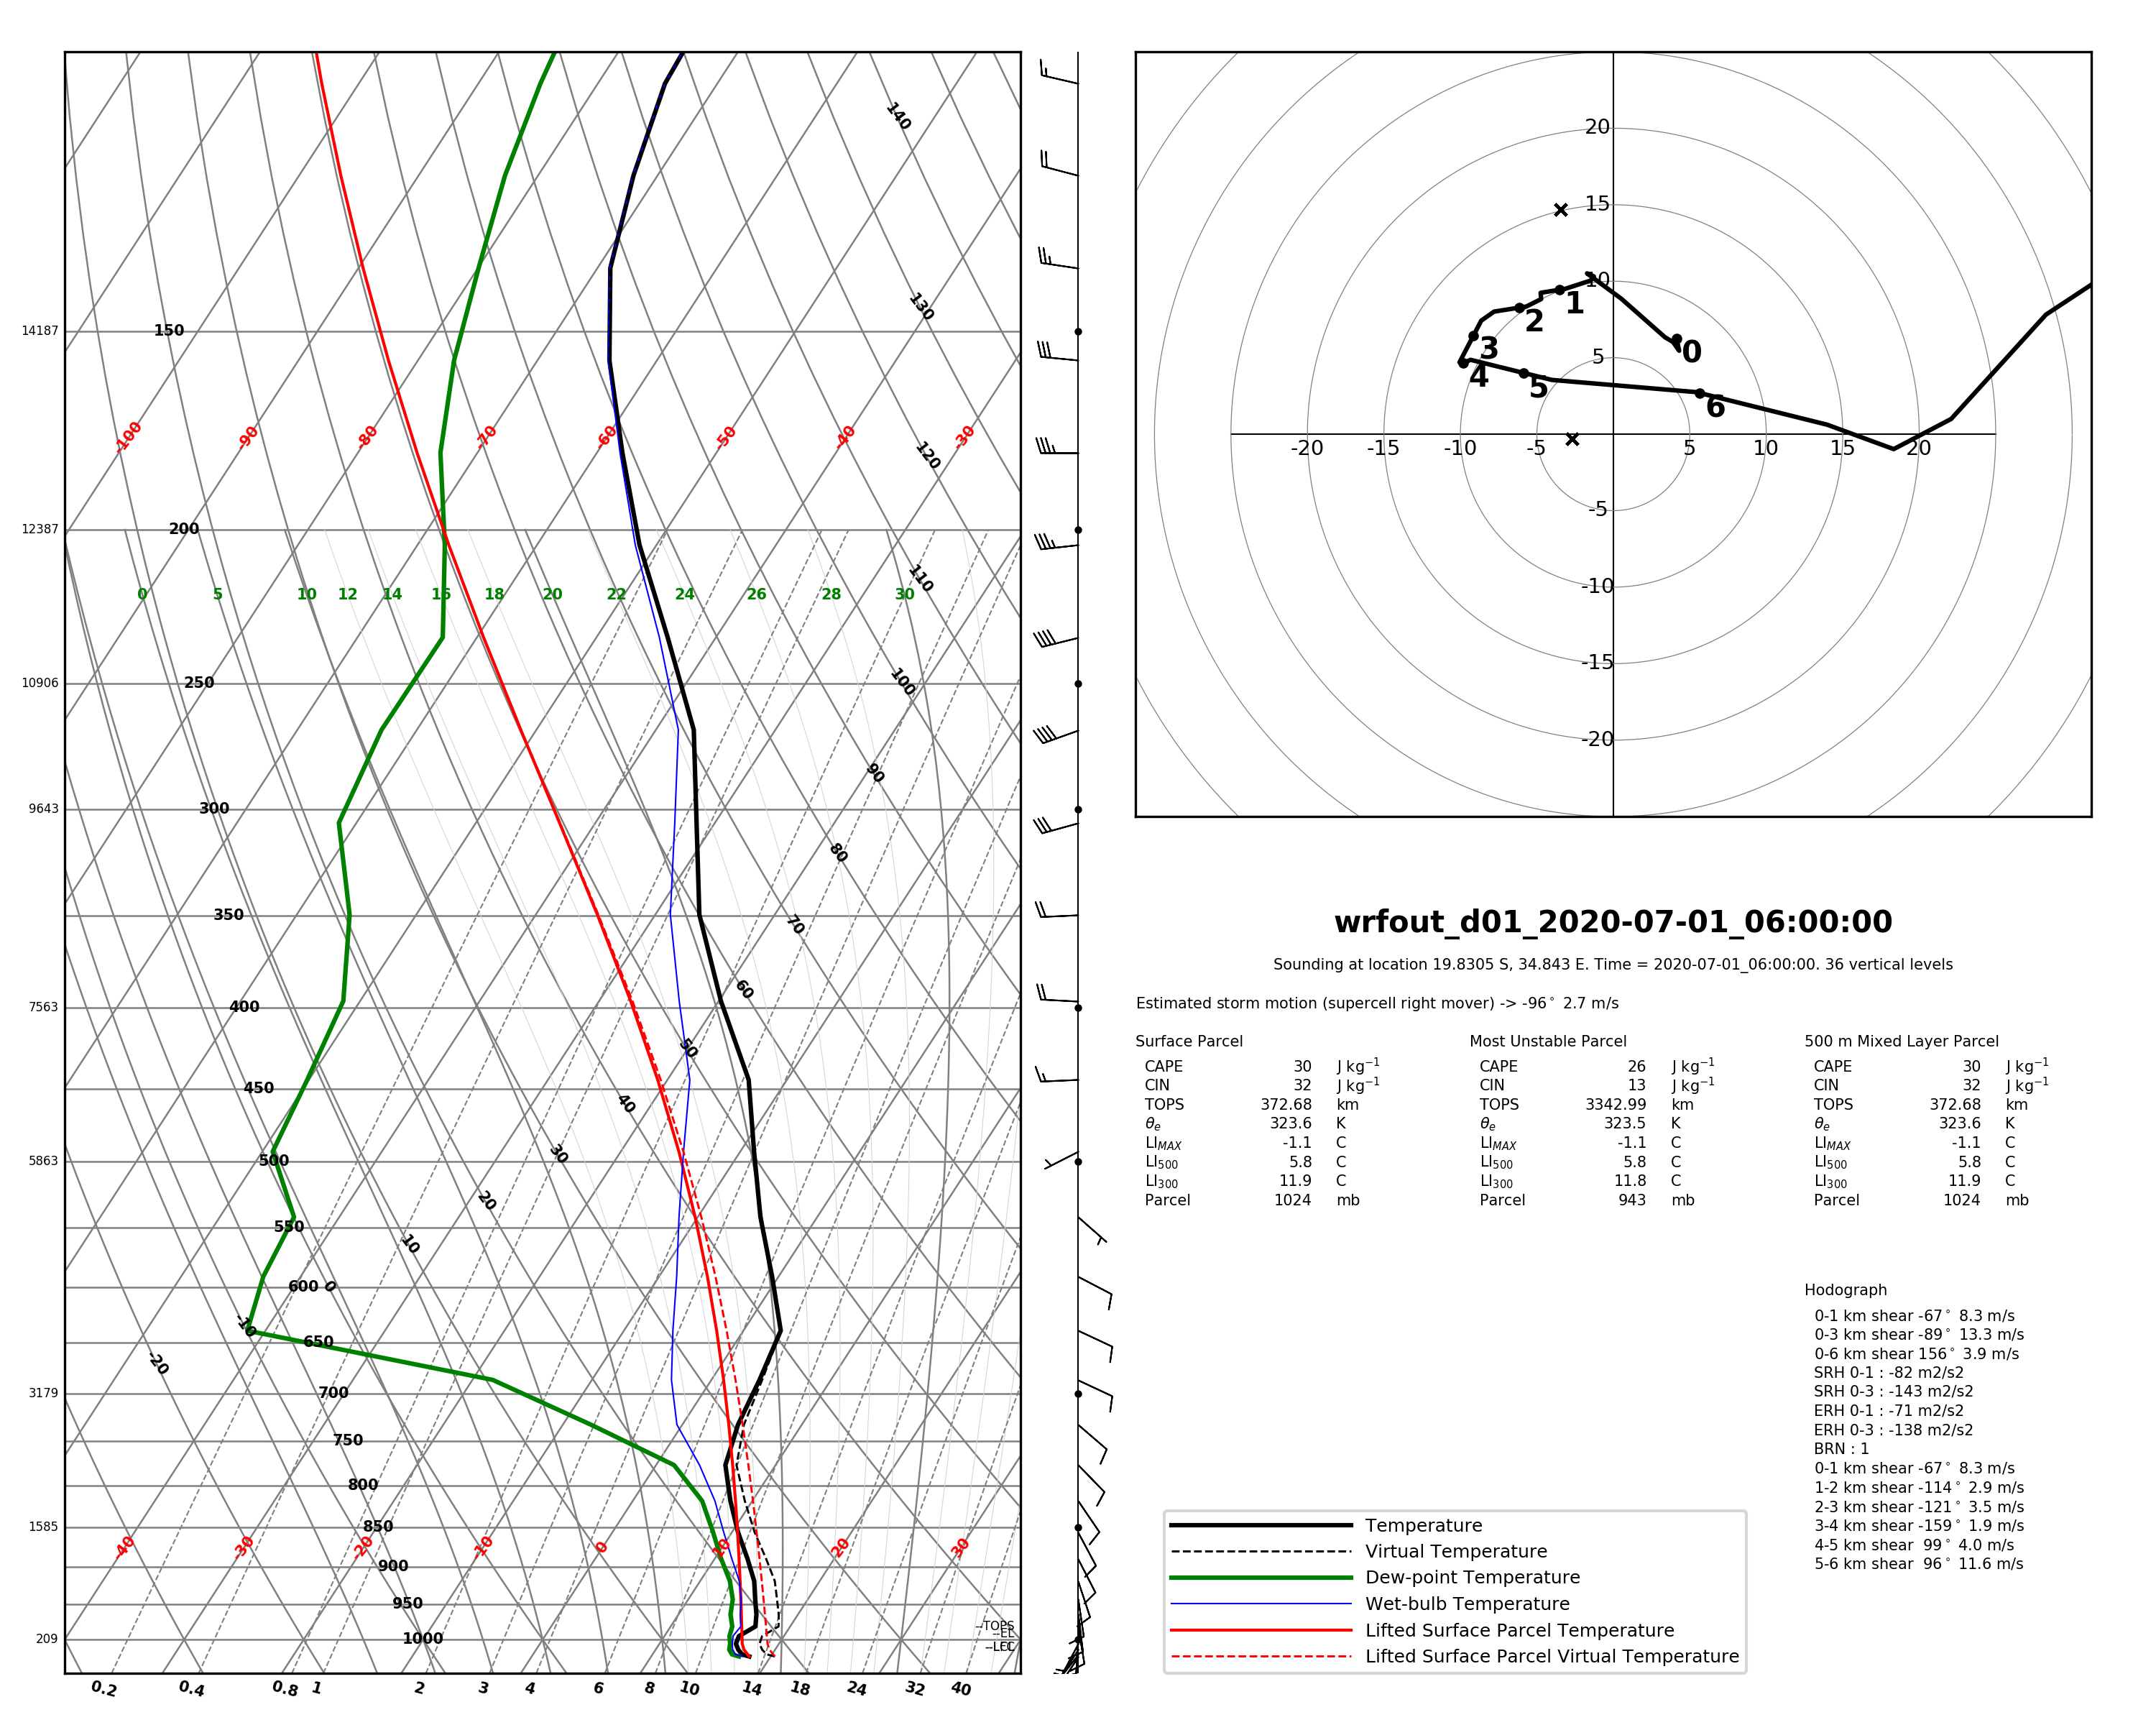 140
130
120
110
100
90
80
70
60
50
40
30
20
10
0
-10
-20
14187 150
-100 -90 -80 -70 -60 -50 -40 -30
12387 200
0 5 10 12 14 16 18 20 22 24 26 28 30
10906 250
9643 300
350
7563 400
450
5863 500
550
600
650
3179 700
750
800
1585 850
-40 -30 -20 -10 0 10 20 30
900
950
--TOPS
--EL
209 1000
0.2 0.4 0.8 1 2 3 4 6 8 10 14 18 24 32 40
20
15
10
5
-20 -15 -10 -5 5 10 15 20
-5
-10
-15
-20
0
1
2
3
4
5
6
wrfout_d01_2020-07-01_06:00:00
Sounding at location 19.8305 S, 34.843 E. Time = 2020-07-01_06:00:00. 36 vertical levels
Estimated storm motion (supercell right mover) -> -96° 2.7 m/s
Surface Parcel
CAPE 30 J kg⁻¹
CIN 32 J kg⁻¹
TOPS 372.68 km
θe 323.6 K
LIMAX -1.1 C
LI500 5.8 C
LI300 11.9 C
Parcel 1024 mb
Most Unstable Parcel
CAPE 26 J kg⁻¹
CIN 13 J kg⁻¹
TOPS 3342.99 km
θe 323.5 K
LIMAX -1.1 C
LI500 5.8 C
LI300 11.8 C
Parcel 943 mb
500 m Mixed Layer Parcel
CAPE 30 J kg⁻¹
CIN 32 J kg⁻¹
TOPS 372.68 km
θe 323.6 K
LIMAX -1.1 C
LI500 5.8 C
LI300 11.9 C
Parcel 1024 mb
Hodograph
0-1 km shear -67° 8.3 m/s
0-3 km shear -89° 13.3 m/s
0-6 km shear 156° 3.9 m/s
SRH 0-1 : -82 m2/s2
SRH 0-3 : -143 m2/s2
ERH 0-1 : -71 m2/s2
ERH 0-3 : -138 m2/s2
BRN : 1
0-1 km shear -67° 8.3 m/s
1-2 km shear -114° 2.9 m/s
2-3 km shear -121° 3.5 m/s
3-4 km shear -159° 1.9 m/s
4-5 km shear 99° 4.0 m/s
5-6 km shear 96° 11.6 m/s
Temperature
Virtual Temperature
Dew-point Temperature
Wet-bulb Temperature
Lifted Surface Parcel Temperature
Lifted Surface Parcel Virtual Temperature